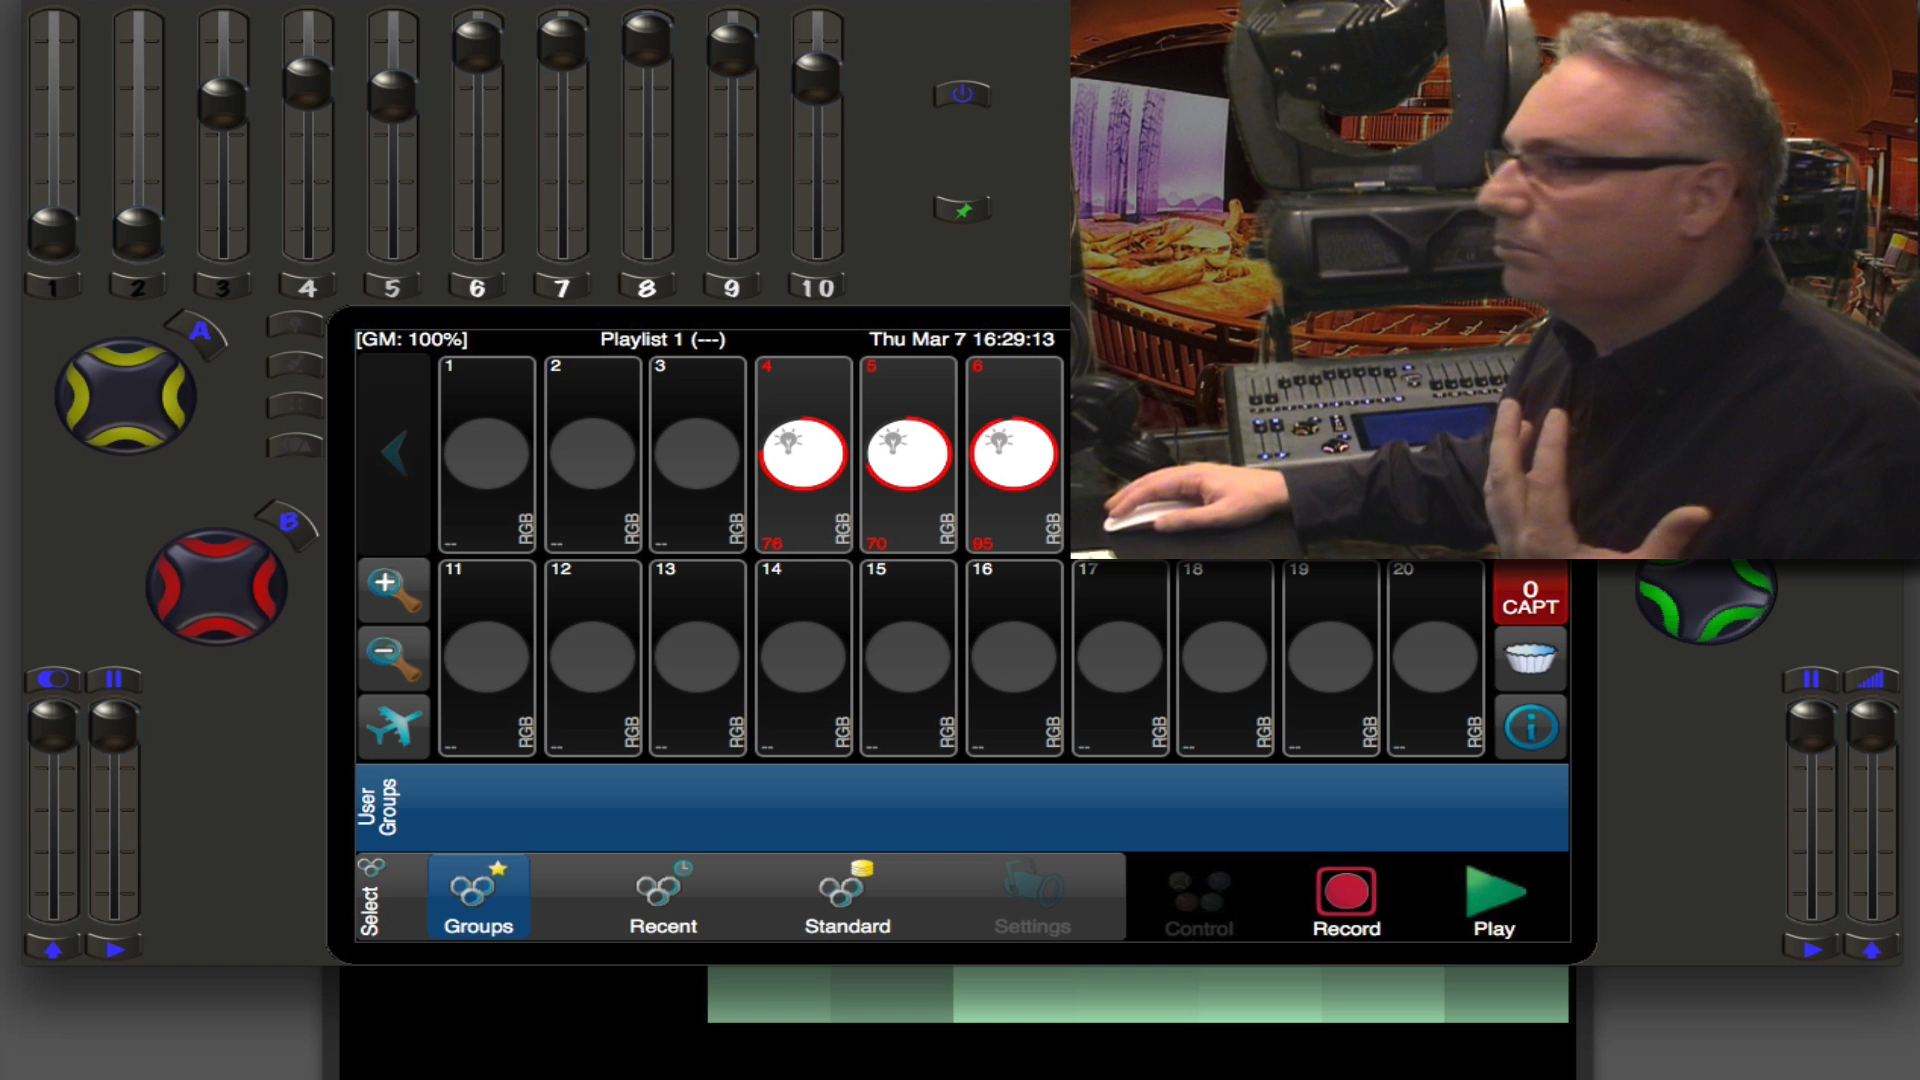 1 2 3 4 5 6 7 8 9 10
A
B
[GM: 100%] Playlist 1 (---) Thu Mar 7 16:29:13
1 2 3 4 5 6
RGB RGB RGB RGB RGB RGB
-- -- -- 76 70 95
11 12 13 14 15 16 17 18 19 20
RGB RGB RGB RGB RGB RGB RGB RGB RGB RGB
-- -- -- -- -- -- -- -- -- --
0
CAPT
User
Groups
Select
Groups Recent Standard Settings Control Record Play